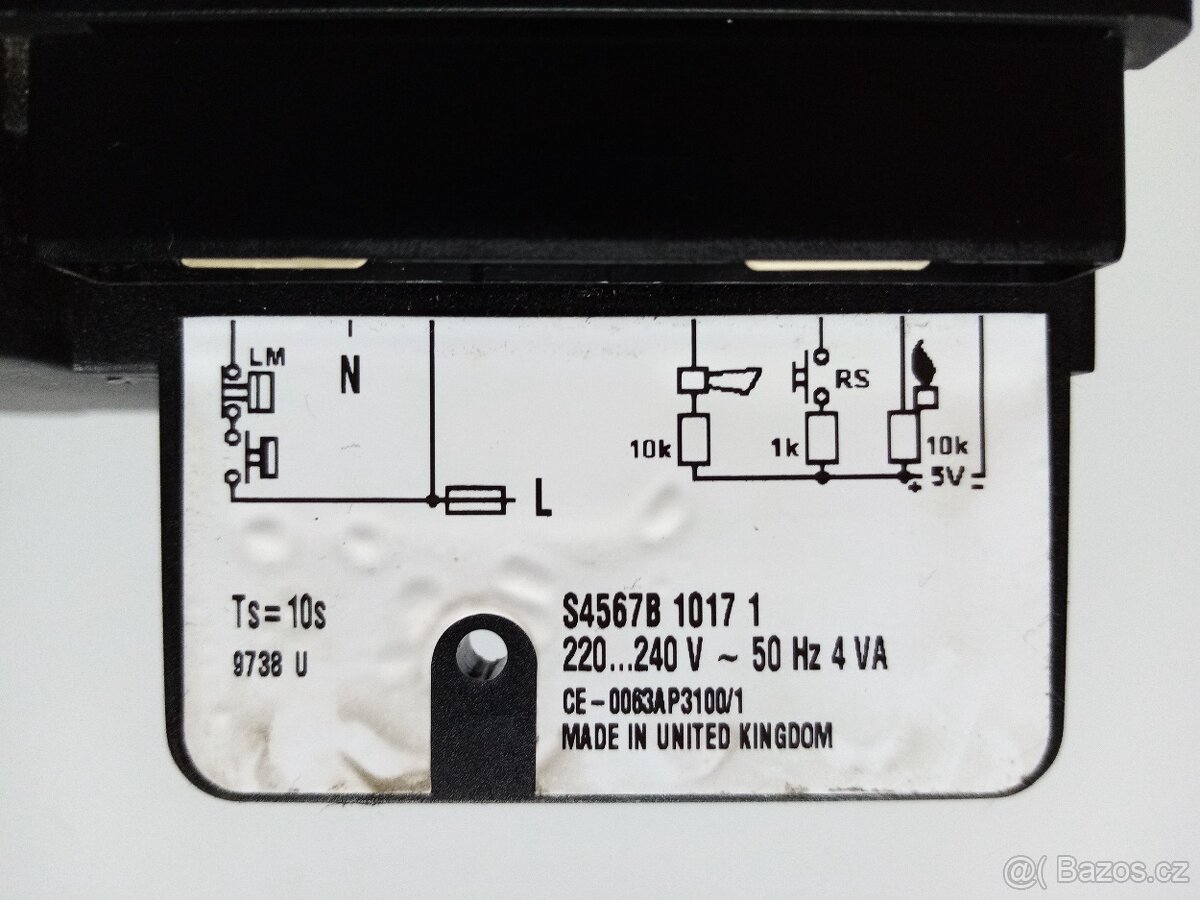 LM
N
RS
10k
1k
10k
+ 5V -
L
Ts= 10s
9738 U
S4567B 1017 1
220...240 V ~ 50 Hz 4 VA
CE-0063AP3100/1
MADE IN UNITED KINGDOM
@( Bazos.cz